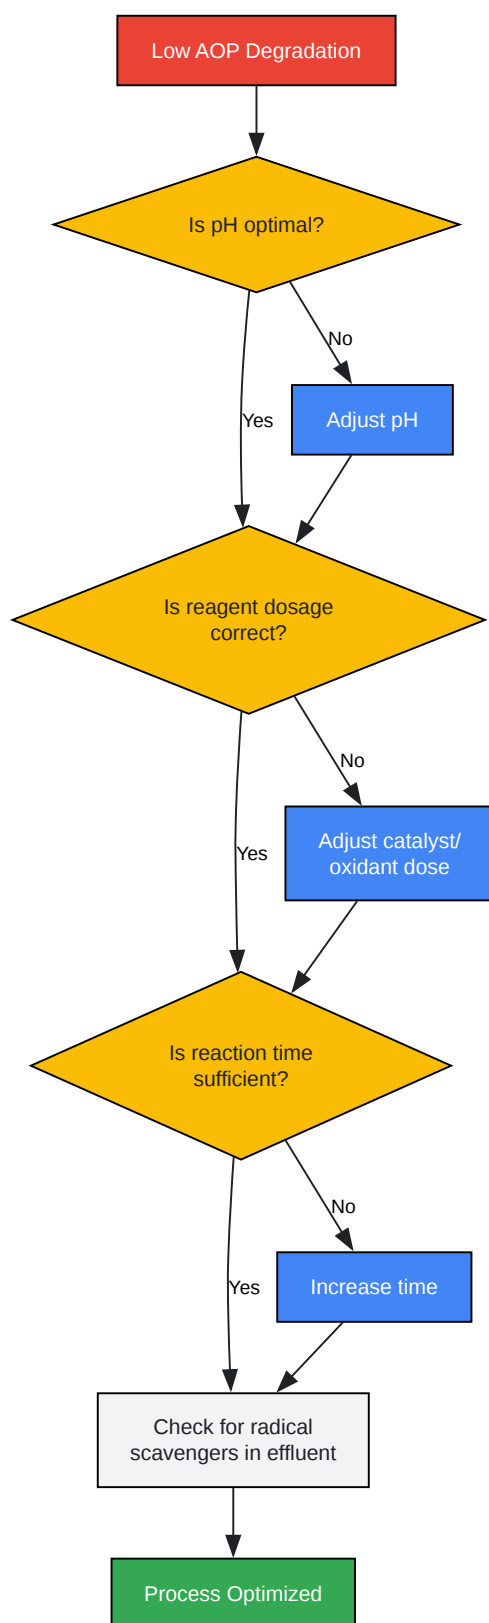 Low AOP Degradation
Is pH optimal?
No
Yes
Adjust pH
Is reagent dosage
correct?
No
Yes
Adjust catalyst/
oxidant dose
Is reaction time
sufficient?
No
Yes
Increase time
Check for radical
scavengers in effluent
Process Optimized